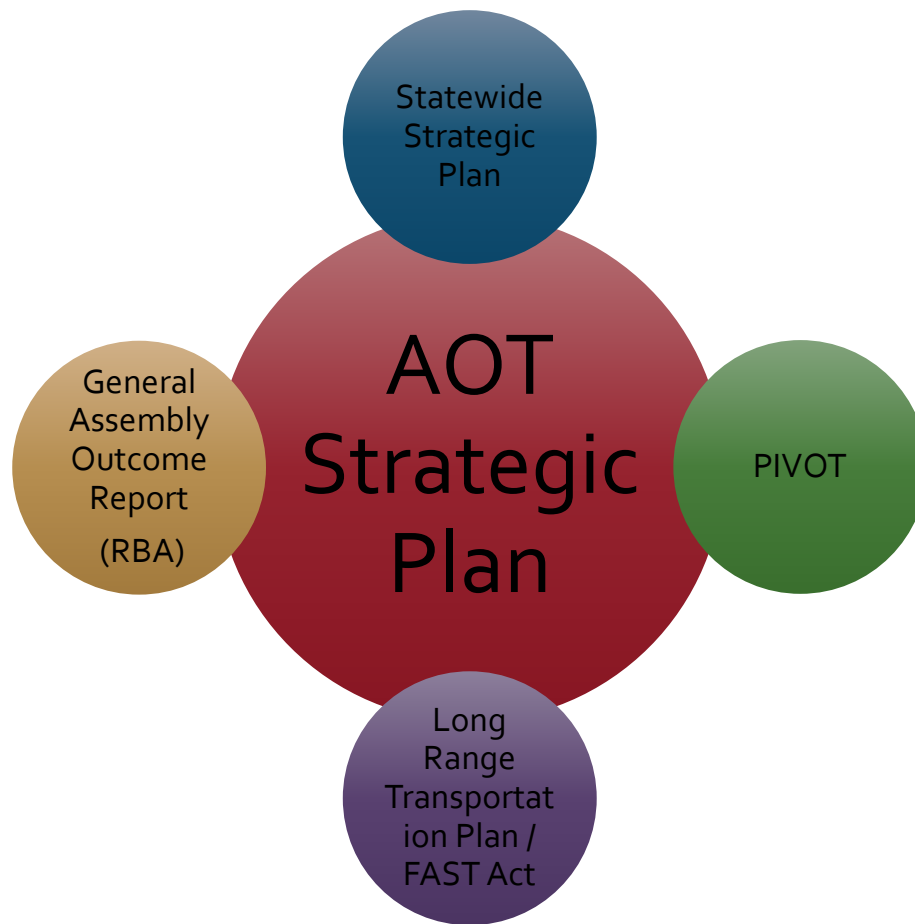 Statewide
Strategic
Plan
AOT
Strategic
Plan
General
Assembly
Outcome
Report
(RBA)
PIVOT
Long
Range
Transportat
ion Plan /
FAST Act